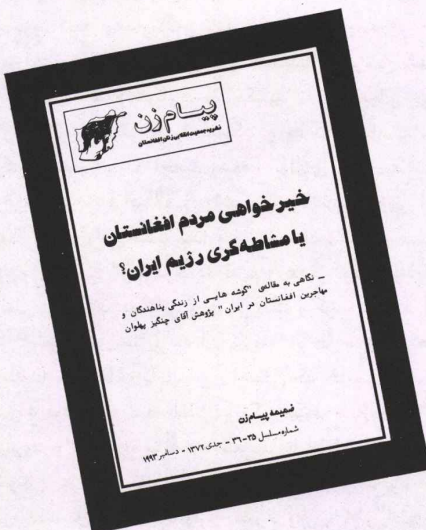 پیام زن
نشریه جمعیت انقلابی زنان افغانستان
خیرخواهی مردم افغانستان
یا مشاطه‌گری رژیم ایران؟
ـ نگاهی به مقاله‌ی "گوشه هایی از زندگی پناهندگان و
مهاجرین افغانستان در ایران" پژوهش آقای چنگیز پهلوان
ضمیمه پیام‌زن
شماره مسلسل ۳۵-۳۶ - جدی ۱۳۷۲ - دسامبر ۱۹۹۳